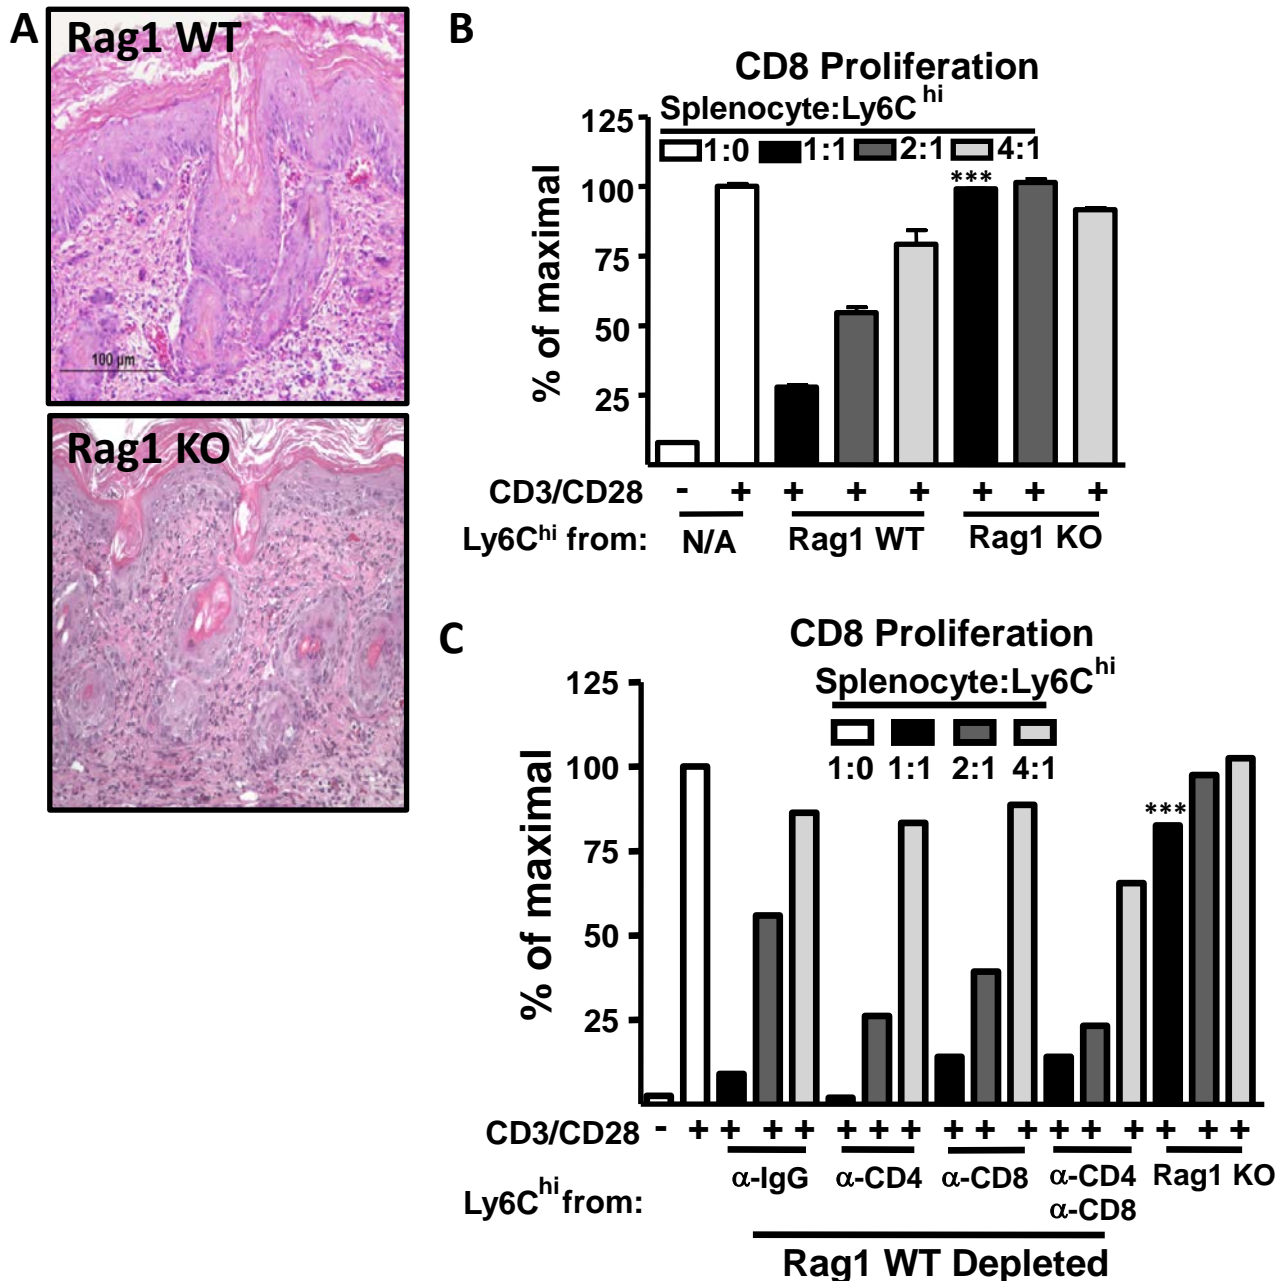 A
Rag1 WT
100 µm
Rag1 KO
B
CD8 Proliferation
Splenocyte:Ly6Chi
1:0 1:1 2:1 4:1
% of maximal
125
100
75
50
25
***
CD3/CD28 - + + + + + + +
Ly6Chi from: N/A Rag1 WT Rag1 KO
C
CD8 Proliferation
Splenocyte:Ly6Chi
1:0 1:1 2:1 4:1
% of maximal
125
100
75
50
25
***
CD3/CD28 - + + + + + + + + + + + + + + + +
Ly6Chi from: α-IgG α-CD4 α-CD8 α-CD4 Rag1 KO
α-CD8
Rag1 WT Depleted